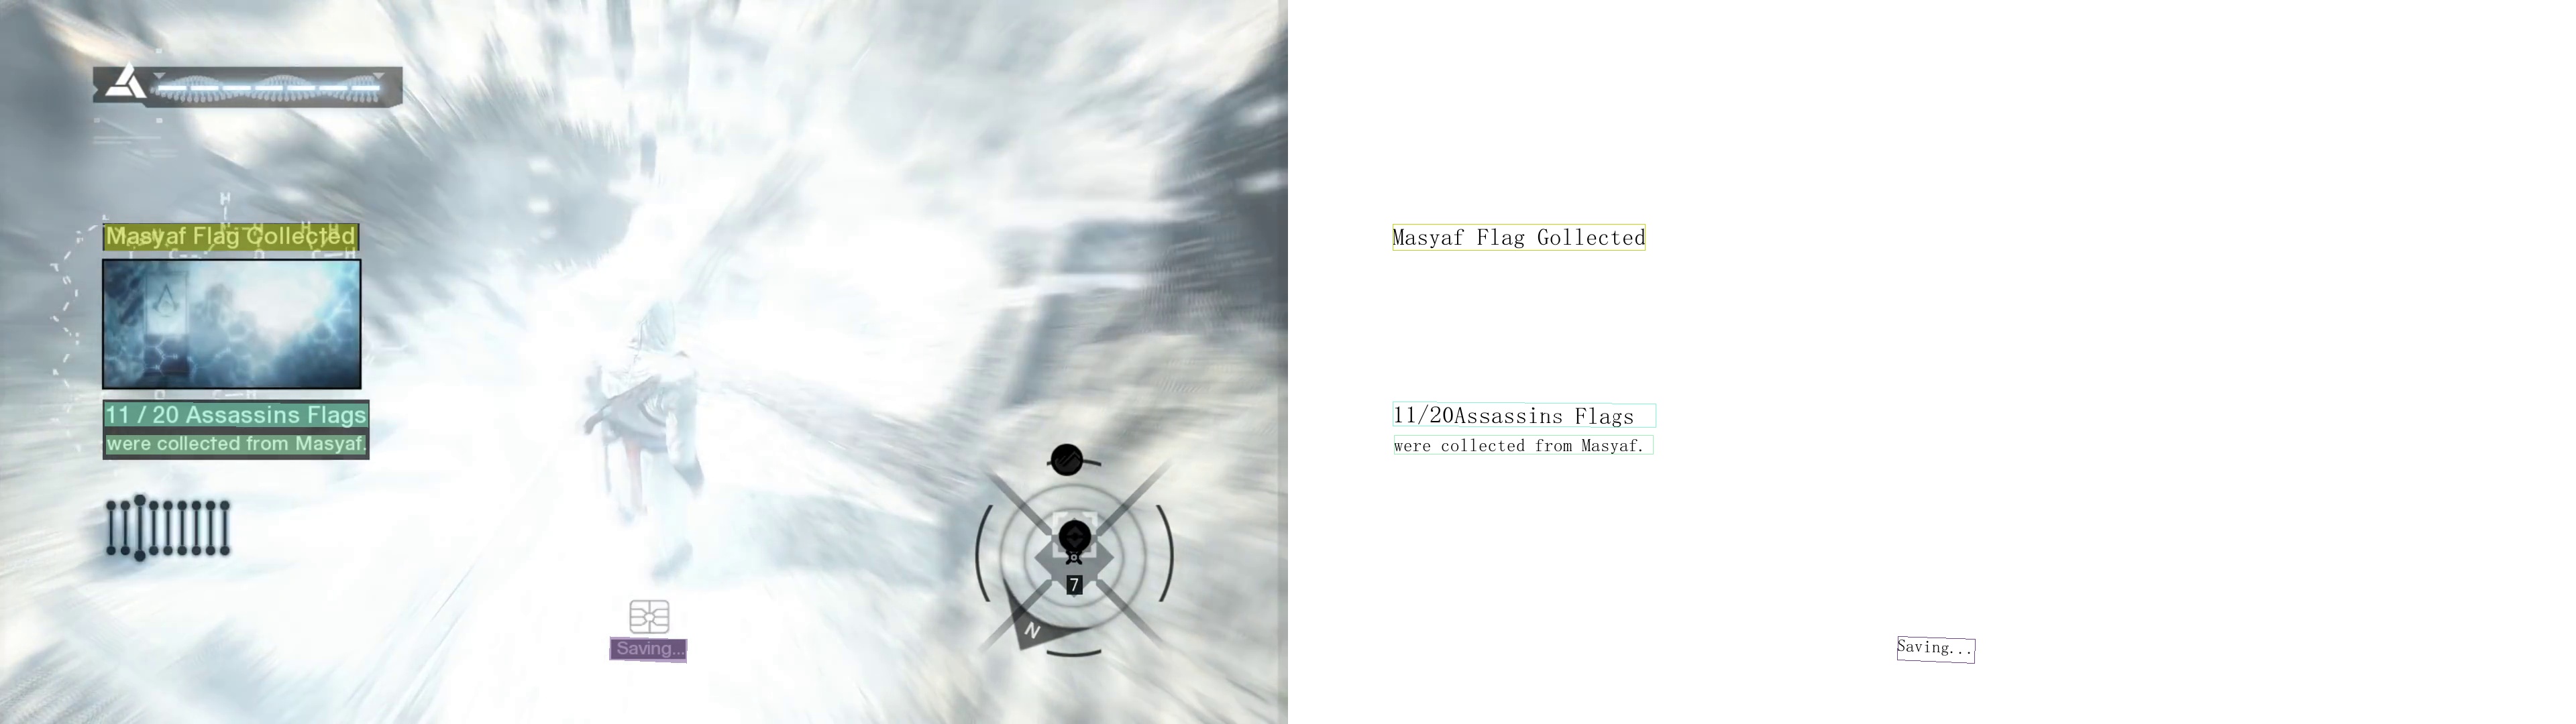 Masyaf Flag Collected
11 / 20 Assassins Flags
were collected from Masyaf.
7
N
Saving...
Masyaf Flag Gollected
11/20Assassins Flags
were collected from Masyaf.
Saving...